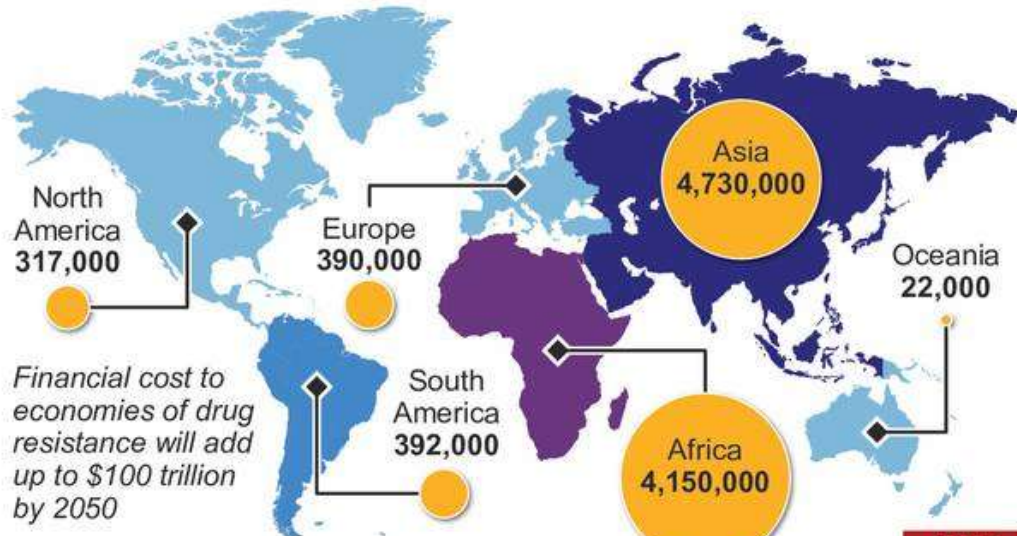 Asia
4,730,000
North
America
317,000
Europe
390,000
Oceania
22,000
Financial cost to
economies of drug
resistance will add
up to $100 trillion
by 2050
South
America
392,000
Africa
4,150,000